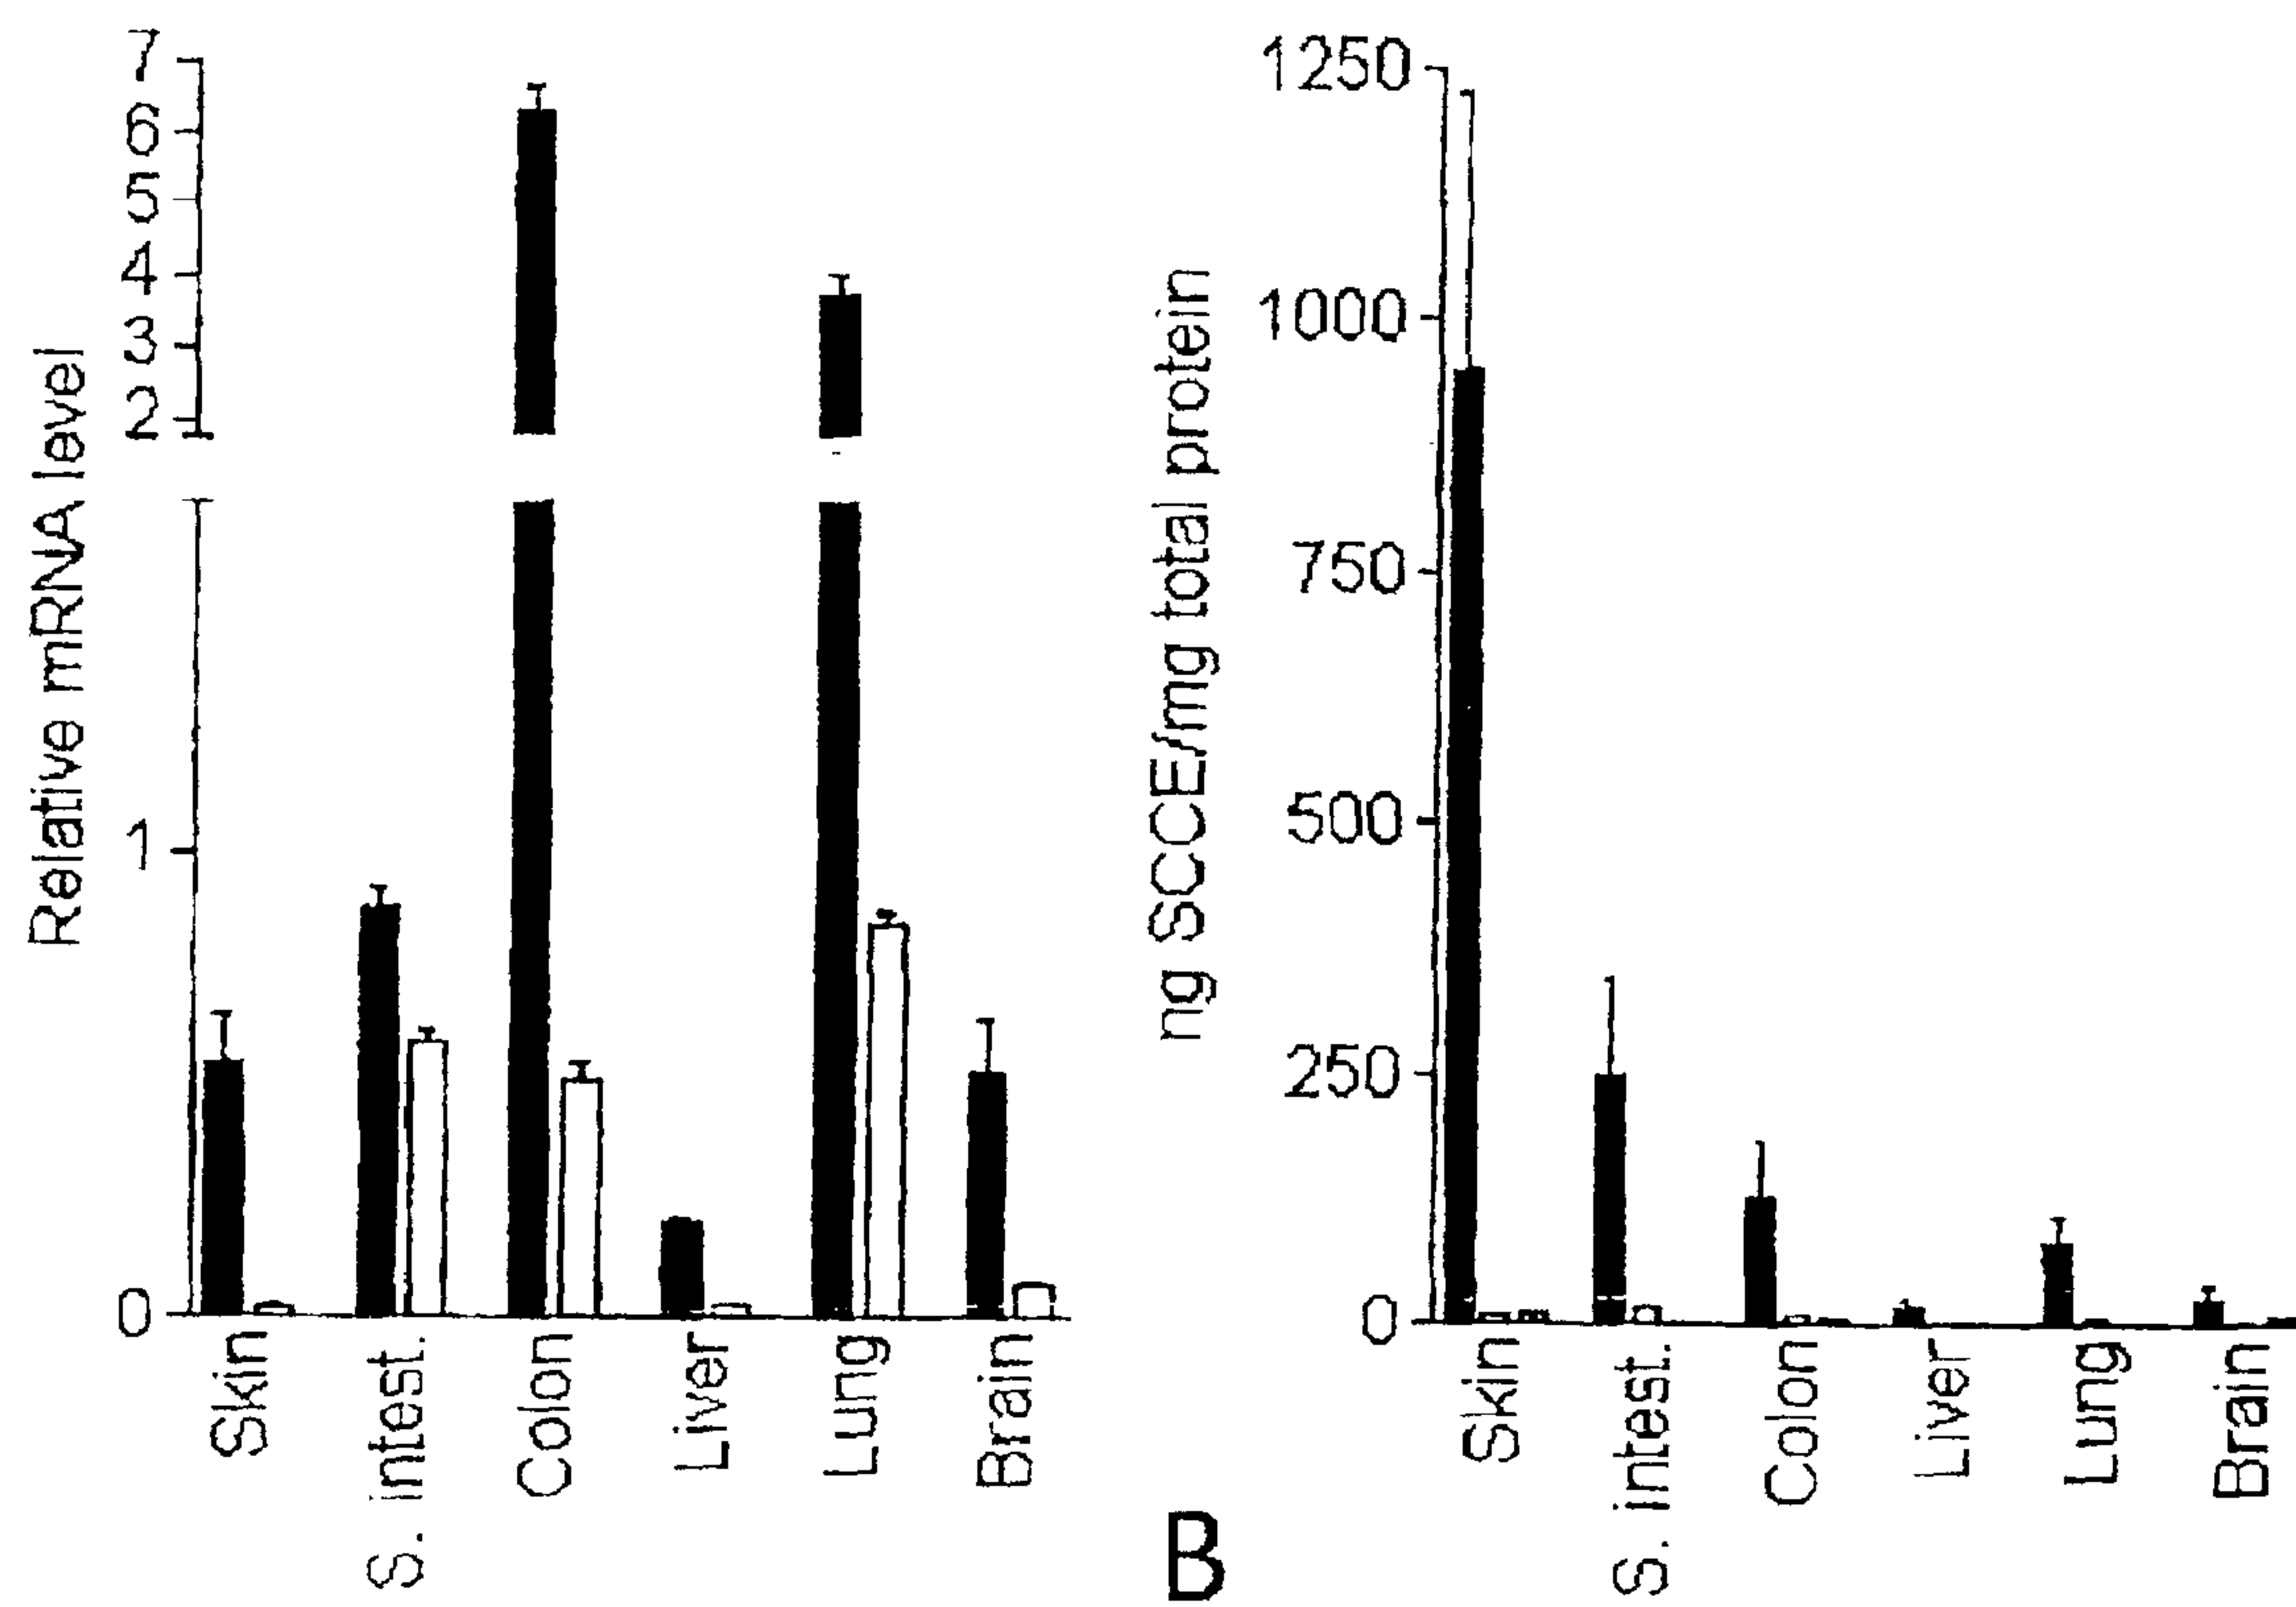 Relative mRNA level
7
6
5
4
3
2
1
0
Skin
S. intest.
Colon
Liver
Lung
Brain
B
ng SCCE/mg total protein
1250
1000
750
500
250
0
Skin
S. intest.
Colon
Liver
Lung
Brain